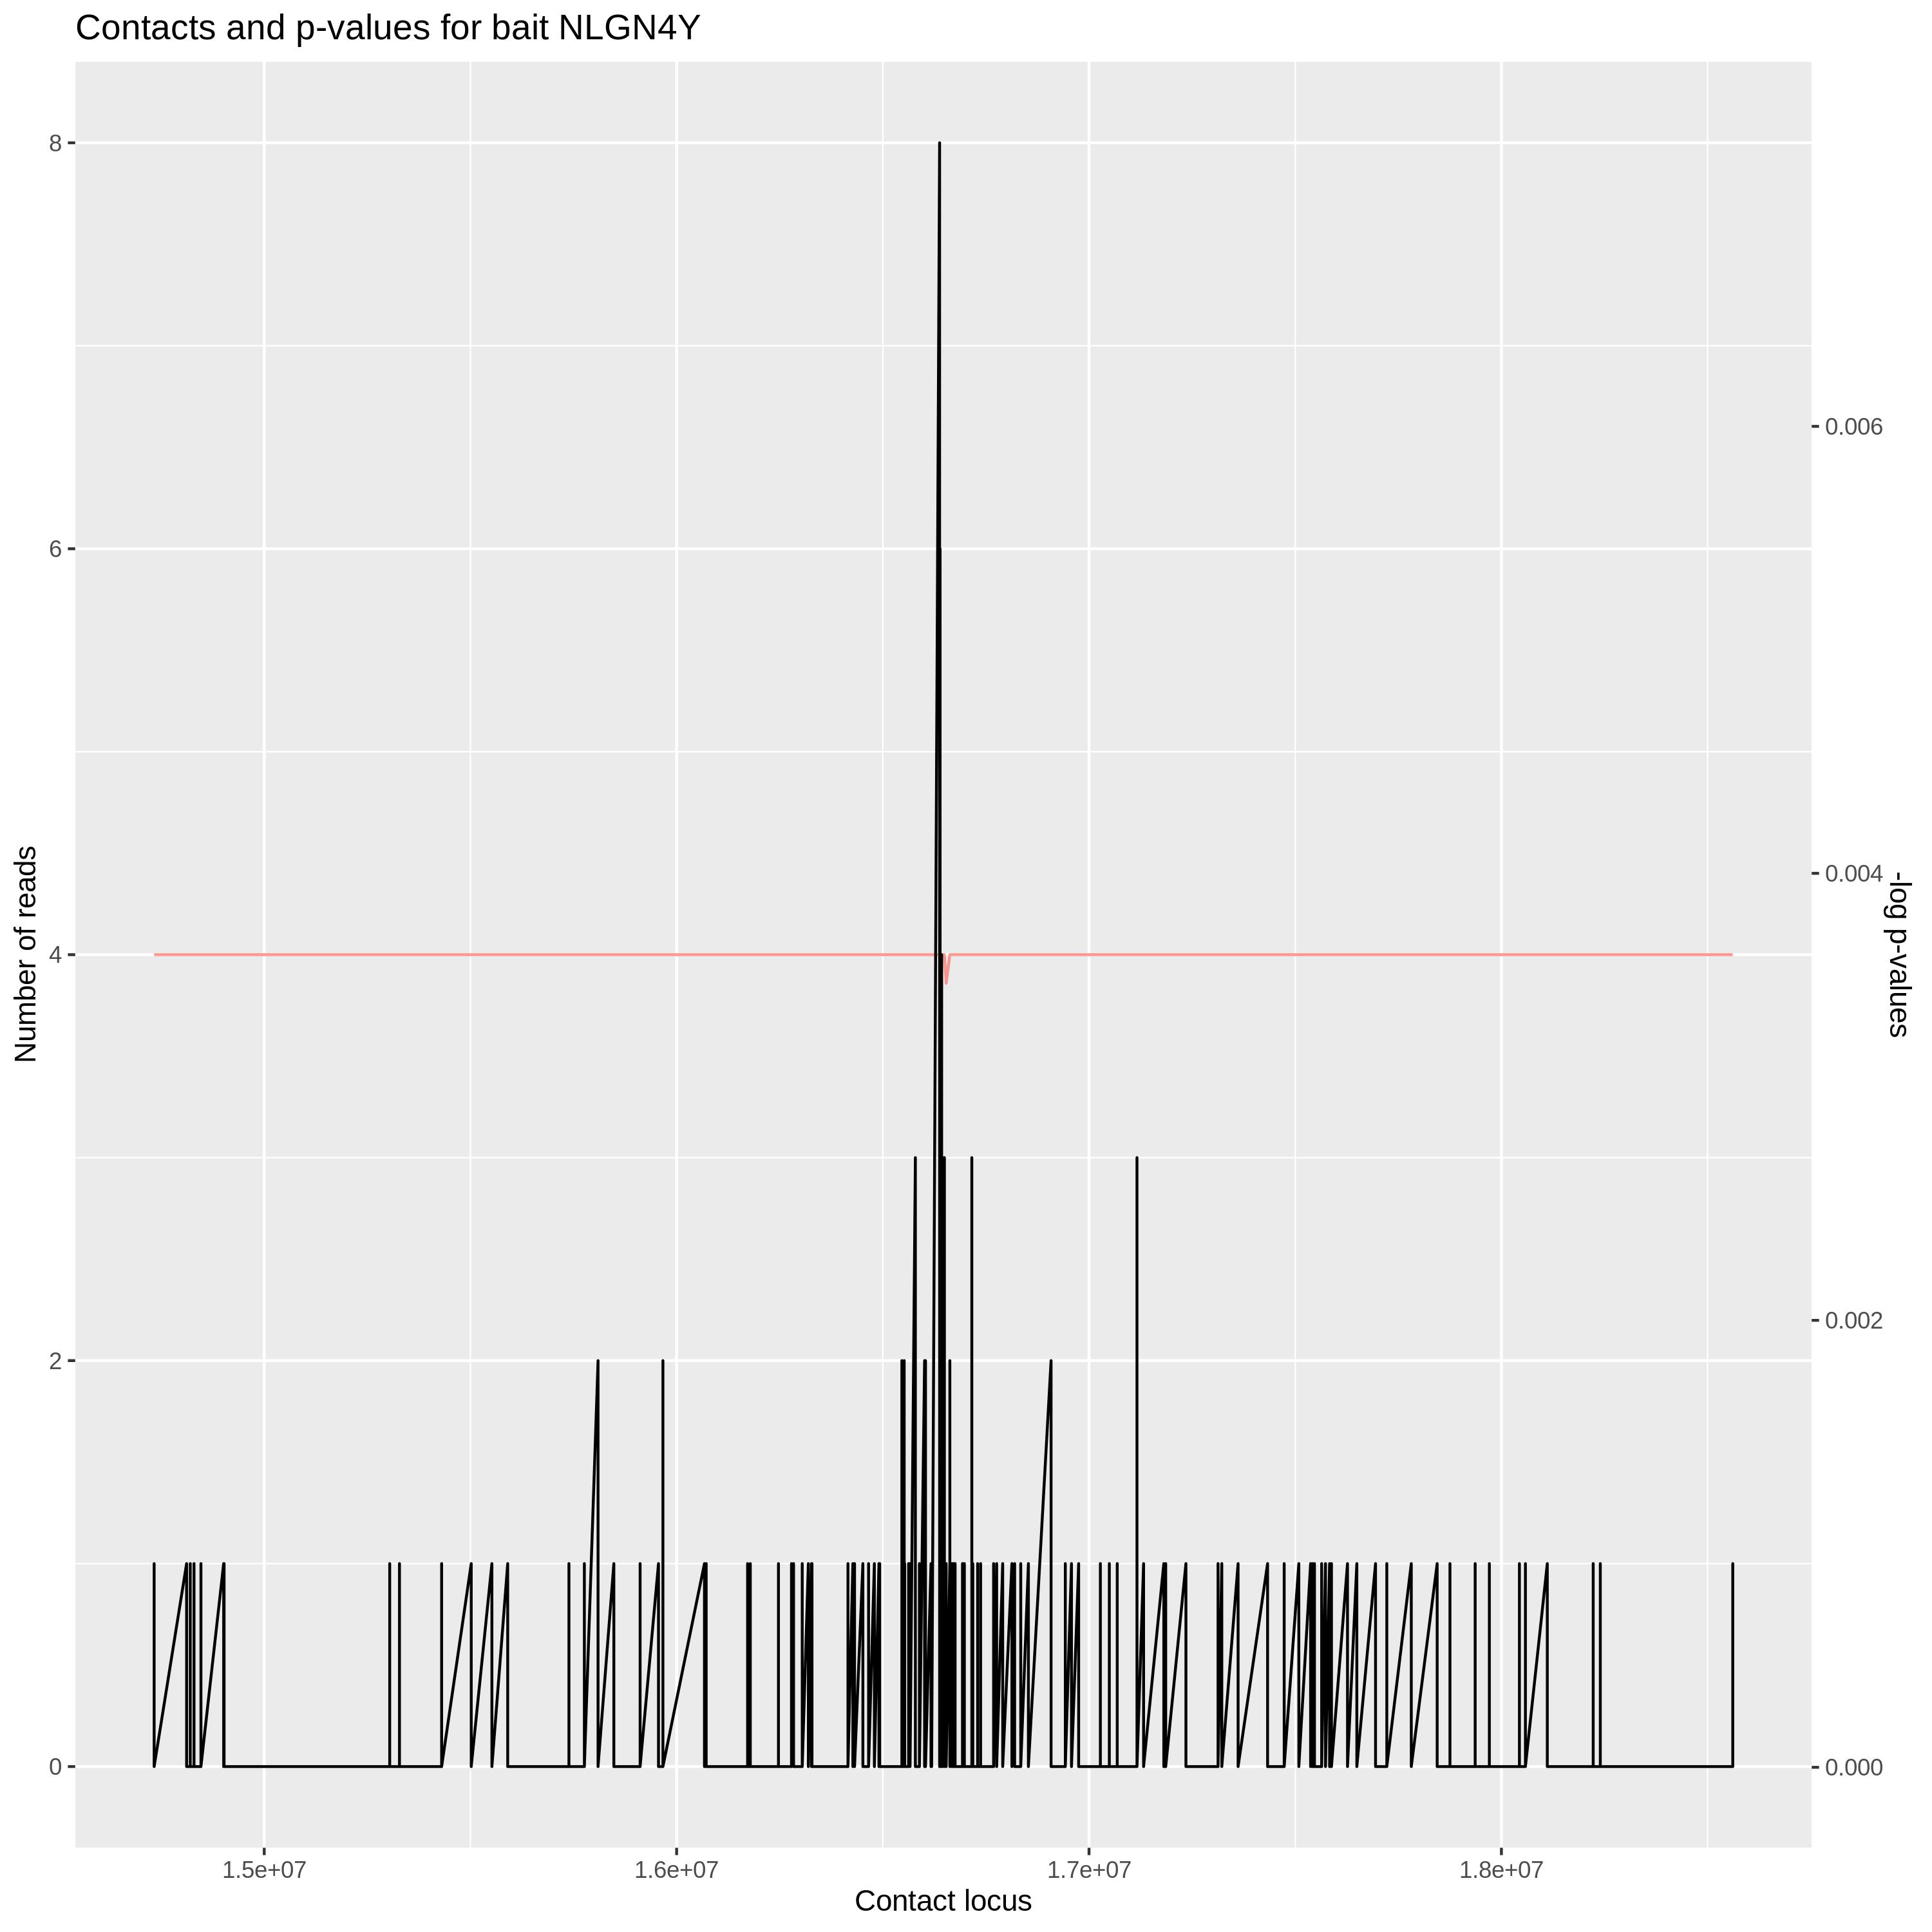 Contacts and p-values for bait NLGN4Y
8
6
4
2
0
Number of reads
0.006
0.004
0.002
0.000
-log p-values
1.5e+07
1.6e+07
1.7e+07
1.8e+07
Contact locus